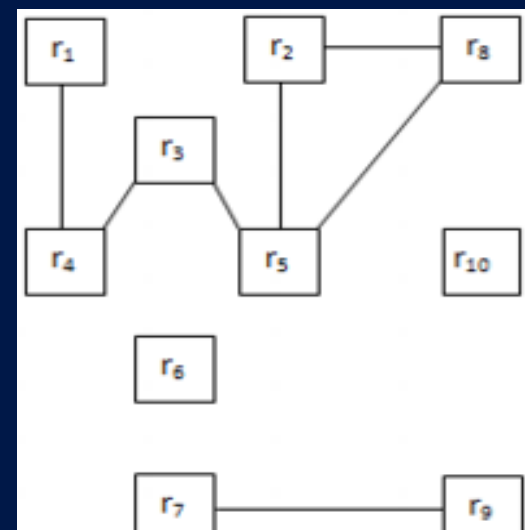 r₁ r₂ r₈
r₃
r₄ r₅ r₁₀
r₆
r₇ r₉